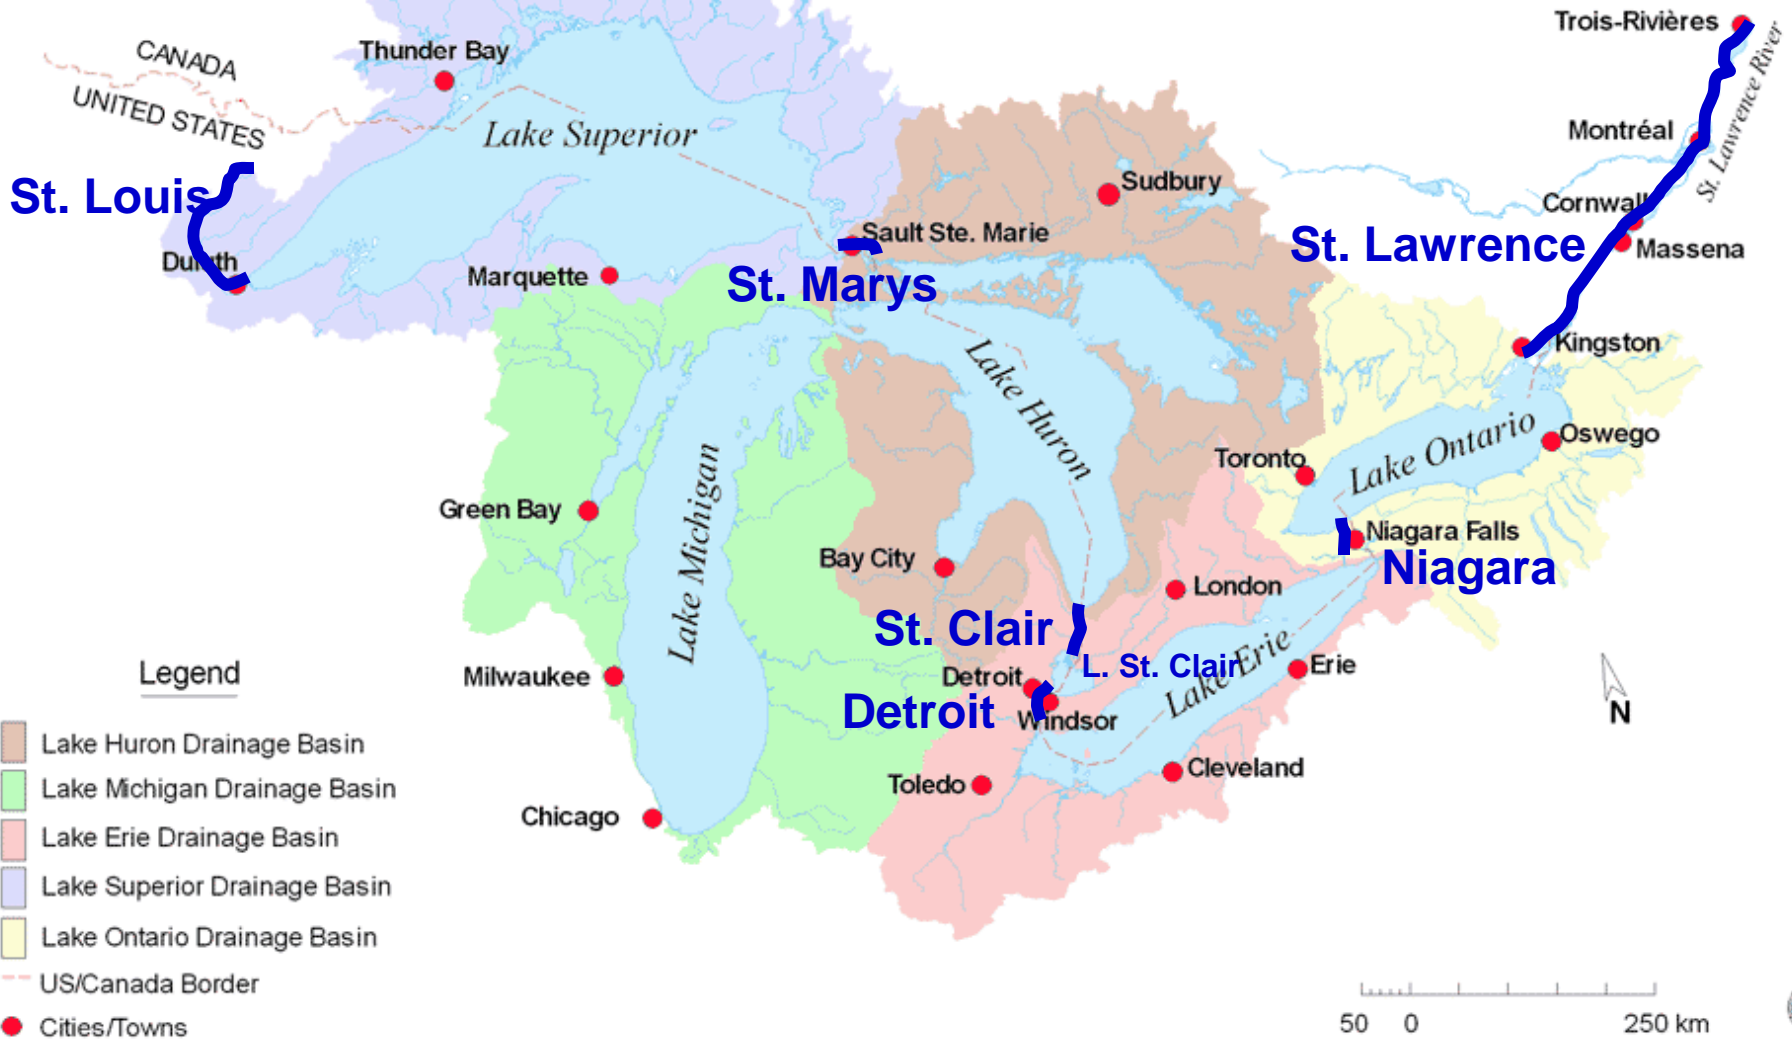 Trois-Rivières
CANADA
Thunder Bay
St. Lawrence River
UNITED STATES
Lake Superior
Montréal
Sudbury
St. Louis
Cornwall
Sault Ste. Marie
St. Lawrence
Massena
Duluth
Marquette
St. Marys
Kingston
Lake Huron
Oswego
Toronto
Lake Ontario
Green Bay
Lake Michigan
Niagara Falls
Bay City
Niagara
London
St. Clair
L. St. Clair
Lake Erie
Erie
Legend
Milwaukee
Detroit
Detroit
Windsor
N
Lake Huron Drainage Basin
Cleveland
Toledo
Lake Michigan Drainage Basin
Chicago
Lake Erie Drainage Basin
Lake Superior Drainage Basin
Lake Ontario Drainage Basin
US/Canada Border
Cities/Towns
50 0 250 km